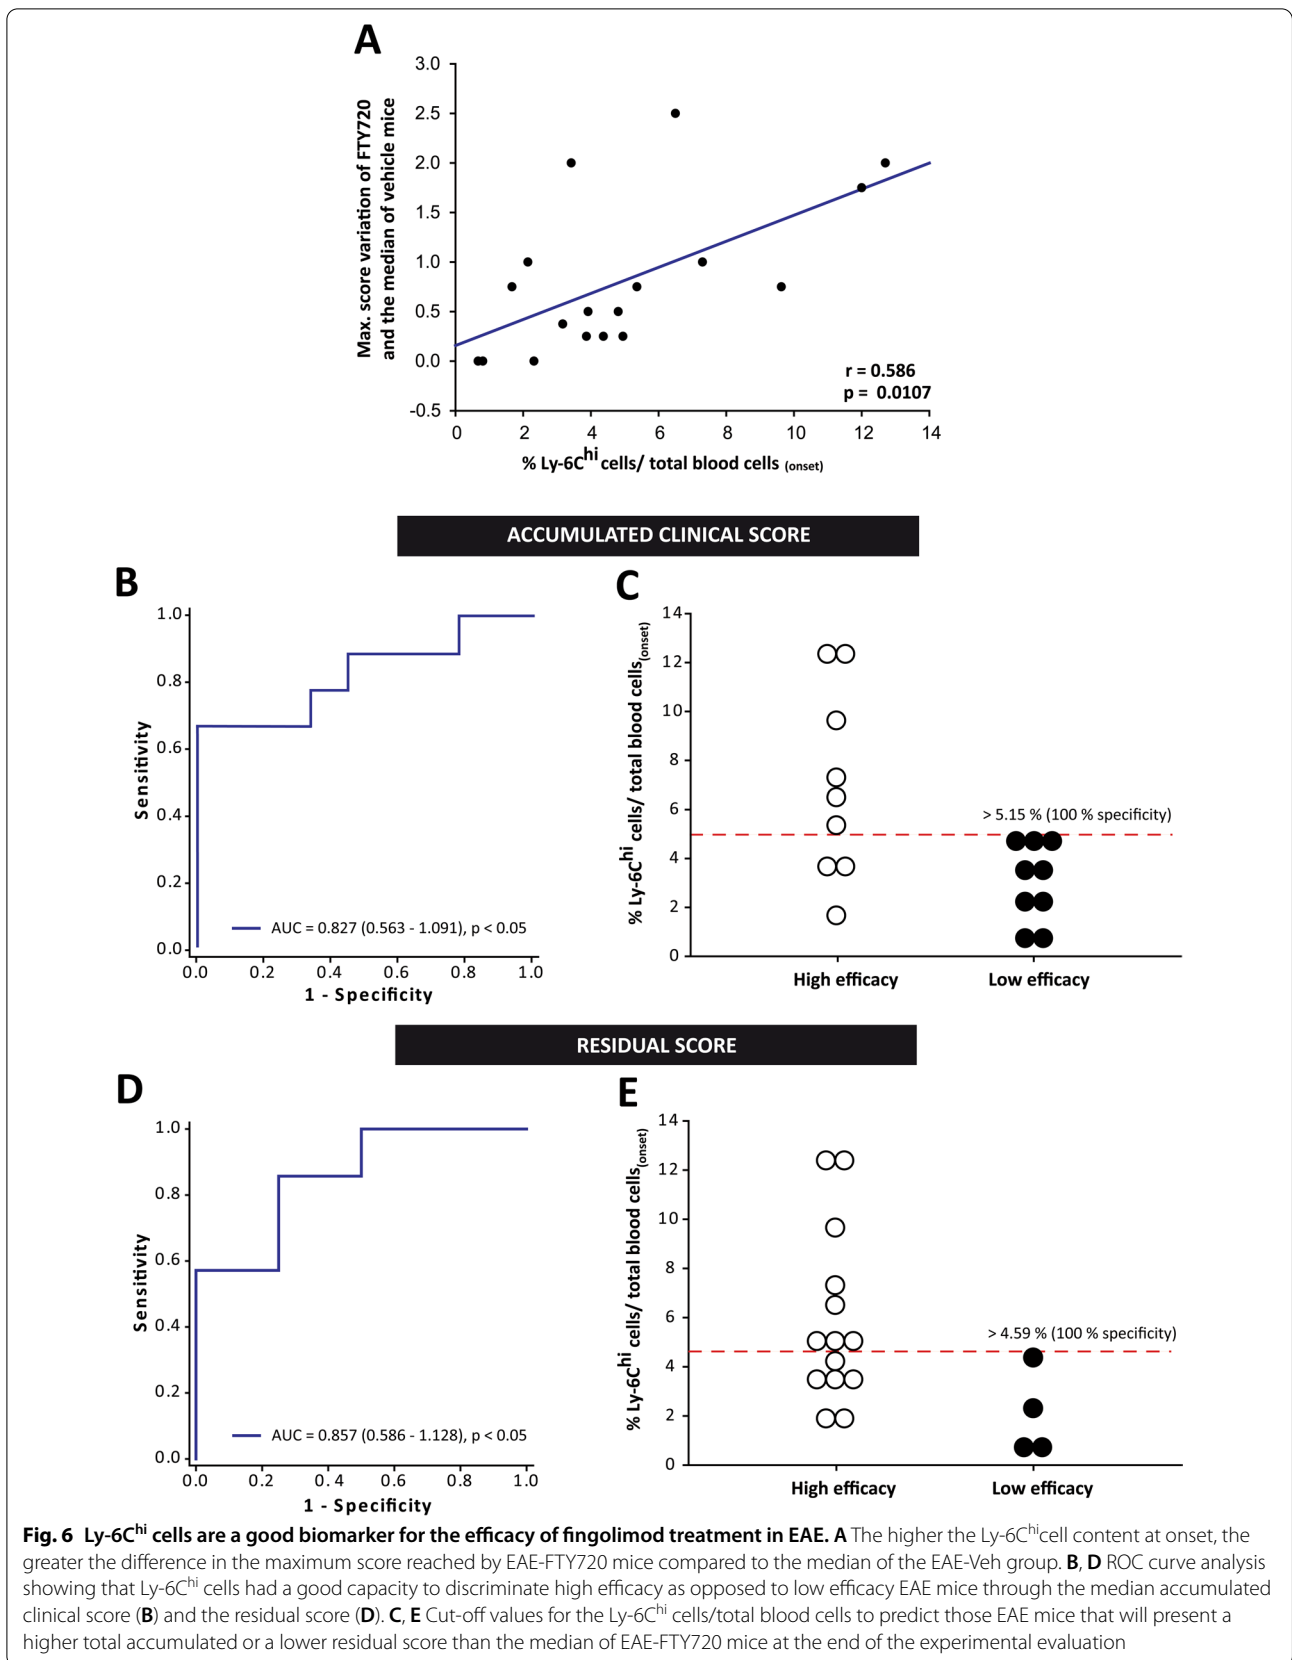 A
3.0
2.5
2.0
1.5
1.0
0.5
0.0
-0.5
Max. score variation of FTY720
and the median of vehicle mice
r = 0.586
p = 0.0107
0 2 4 6 8 10 12 14
% Ly-6Chi cells/ total blood cells (onset)
ACCUMULATED CLINICAL SCORE
B
1.0
0.8
0.6
0.4
0.2
0.0
Sensitivity
AUC = 0.827 (0.563 - 1.091), p < 0.05
0.0 0.2 0.4 0.6 0.8 1.0
1 - Specificity
C
14
12
10
8
6
4
2
0
% Ly-6Chi cells/ total blood cells(onset)
> 5.15 % (100 % specificity)
High efficacy Low efficacy
RESIDUAL SCORE
D
1.0
0.8
0.6
0.4
0.2
0.0
Sensitivity
AUC = 0.857 (0.586 - 1.128), p < 0.05
0.0 0.2 0.4 0.6 0.8 1.0
1 - Specificity
E
14
12
10
8
6
4
2
0
% Ly-6Chi cells/ total blood cells(onset)
> 4.59 % (100 % specificity)
High efficacy Low efficacy
Fig. 6 Ly-6Chi cells are a good biomarker for the efficacy of fingolimod treatment in EAE. A The higher the Ly-6Chicell content at onset, the
greater the difference in the maximum score reached by EAE-FTY720 mice compared to the median of the EAE-Veh group. B, D ROC curve analysis
showing that Ly-6Chi cells had a good capacity to discriminate high efficacy as opposed to low efficacy EAE mice through the median accumulated
clinical score (B) and the residual score (D). C, E Cut-off values for the Ly-6Chi cells/total blood cells to predict those EAE mice that will present a
higher total accumulated or a lower residual score than the median of EAE-FTY720 mice at the end of the experimental evaluation